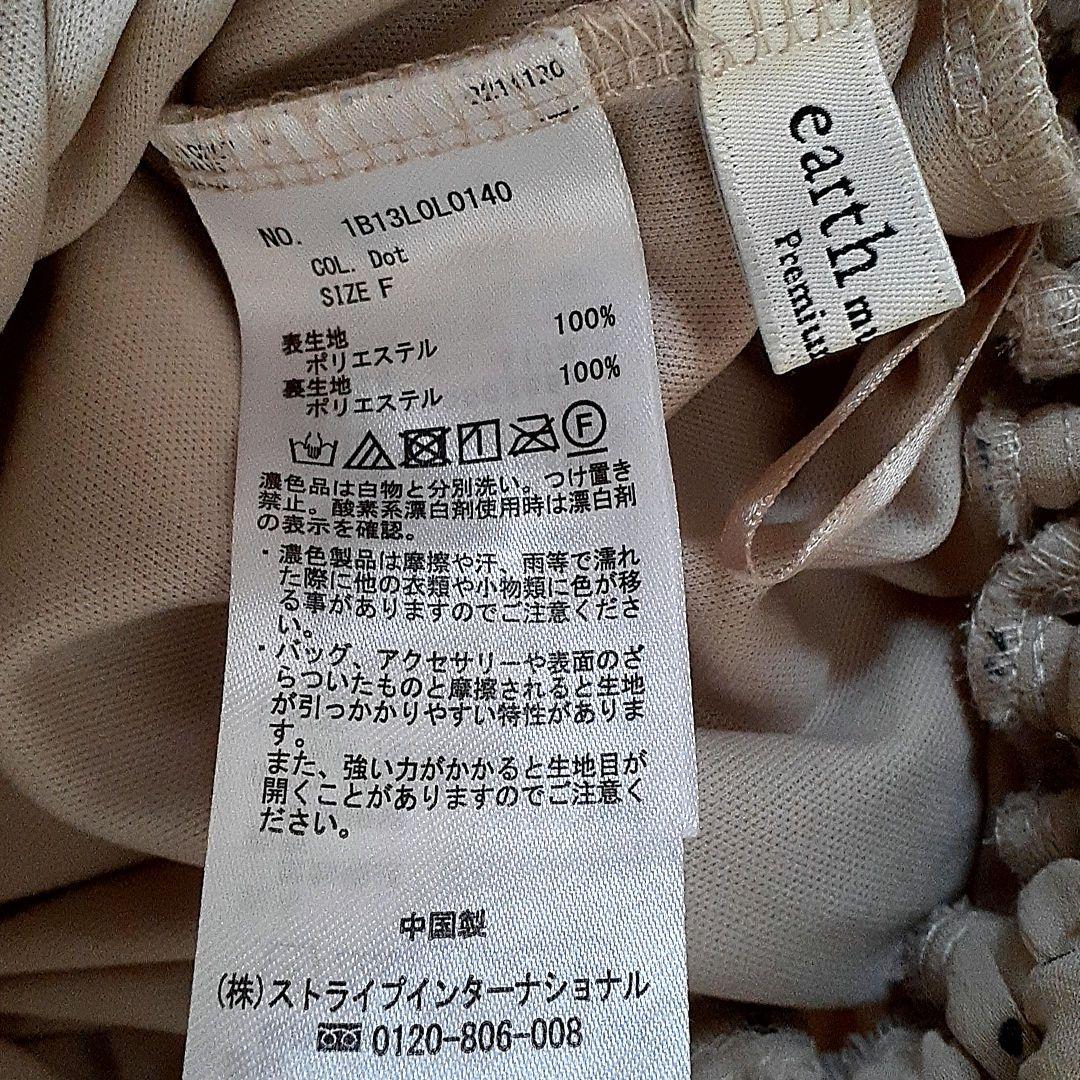 NO. 1B13L0L0140
COL. Dot
SIZE F
表生地 100%
ポリエステル
裏生地 100%
ポリエステル
F
濃色品は白物と分別洗い。つけ置き
禁止。酸素系漂白剤使用時は漂白剤
の表示を確認。
・濃色製品は摩擦や汗、雨等で濡れ
た際に他の衣類や小物類に色が移
る事がありますのでご注意くださ
い。
・バッグ、アクセサリーや表面のざ
らついたものと摩擦されると生地
が引っかかりやすい特性がありま
す。
また、強い力がかかると生地目が
開くことがありますのでご注意く
ださい。
中国製
(株)ストライプインターナショナル
0120-806-008
earth